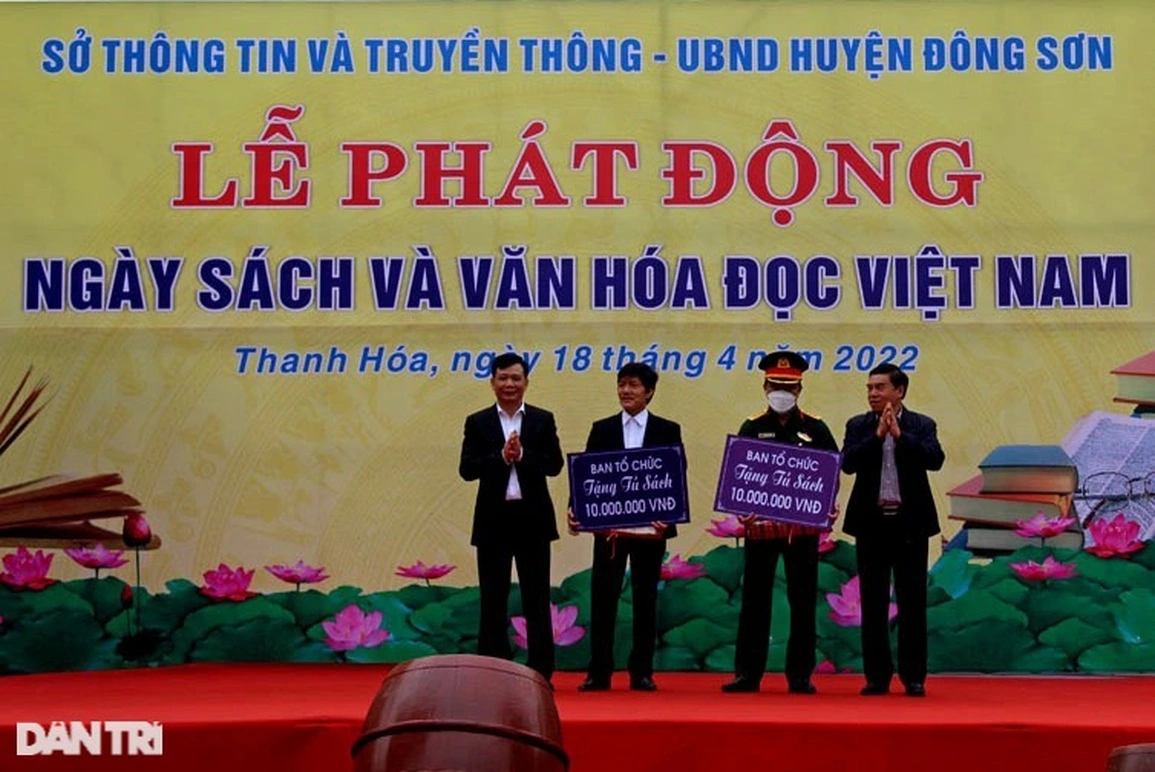 SỞ THÔNG TIN VÀ TRUYỀN THÔNG - UBND HUYỆN ĐÔNG SƠN
LỄ PHÁT ĐỘNG
NGÀY SÁCH VÀ VĂN HÓA ĐỌC VIỆT NAM
Thanh Hóa, ngày 18 tháng 4 năm 2022
BAN TỔ CHỨC
Tặng Tủ Sách
10.000.000 VNĐ
BAN TỔ CHỨC
Tặng Tủ Sách
10.000.000 VNĐ
DÂN TRÍ